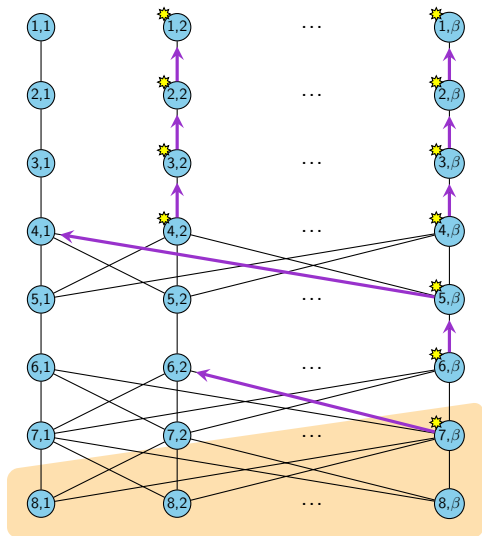 1,1 1,2 ... 1,β
2,1 2,2 ... 2,β
3,1 3,2 ... 3,β
4,1 4,2 ... 4,β
5,1 5,2 ... 5,β
6,1 6,2 ... 6,β
7,1 7,2 ... 7,β
8,1 8,2 ... 8,β